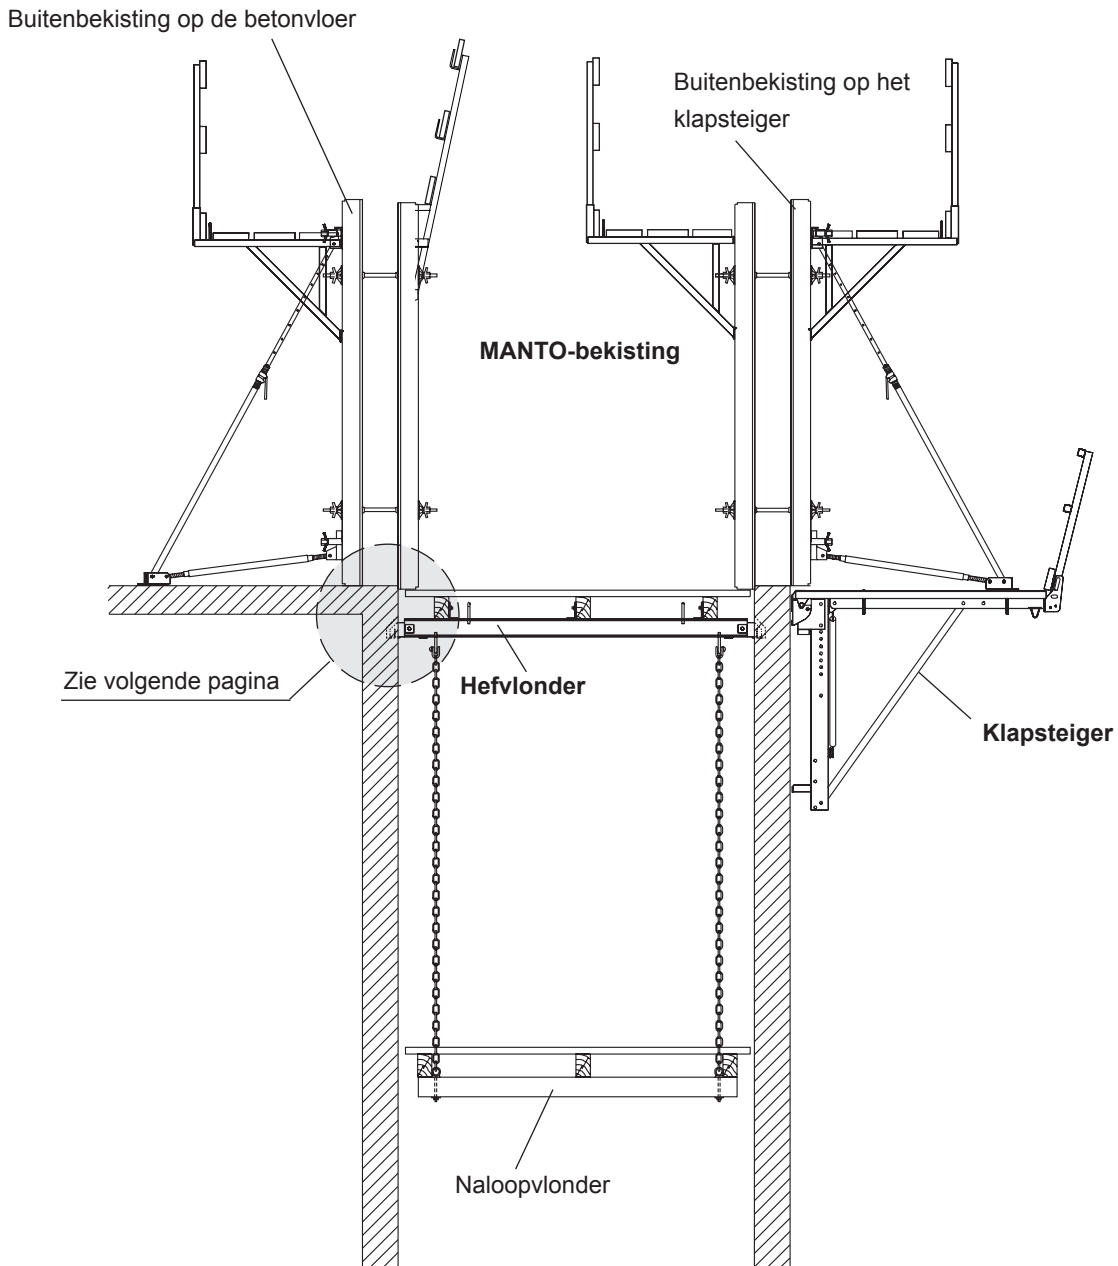 Buitenbekisting op de betonvloer
Buitenbekisting op het
klapsteiger
MANTO-bekisting
Zie volgende pagina
Hefvlonder
Klapsteiger
Naloopvlonder